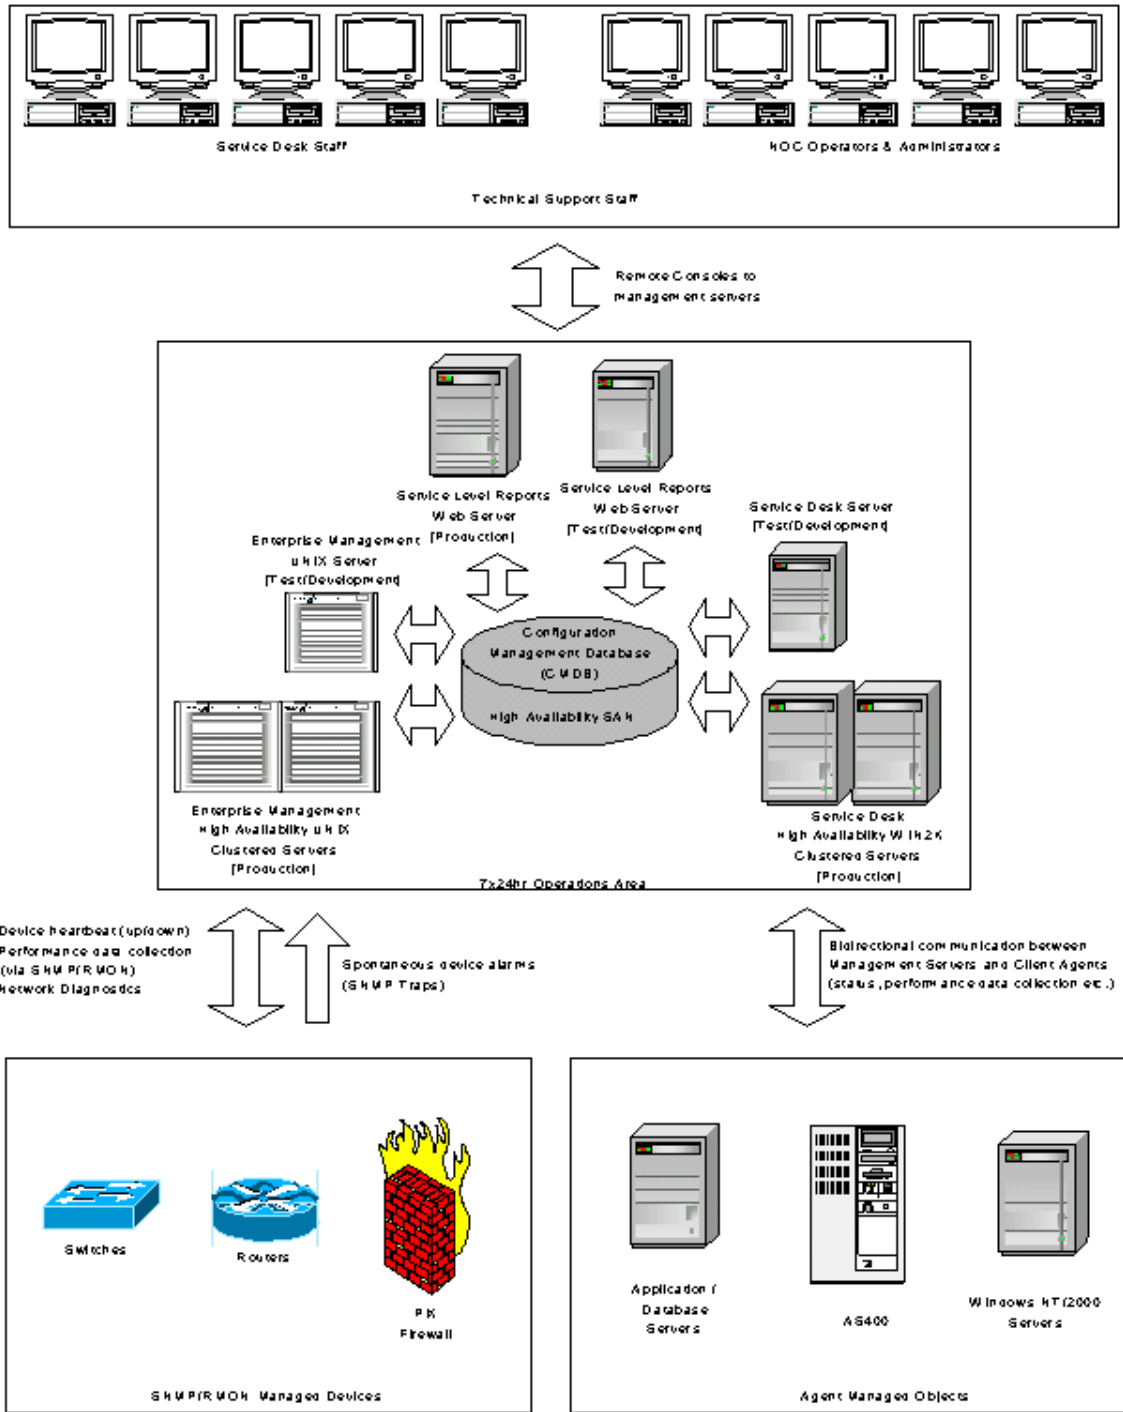 Service Desk Staff
NOC Operators & Administrators
Technical Support Staff
Remote Consoles to
management servers
Service Level Reports
Web Server
[Production]
Service Level Reports
Web Server
[Test/Development]
Service Desk Server
[Test/Development]
Enterprise Management
UNIX Server
[Test/Development]
Configuration
Management Database
(CMDB)
High Availability SAN
Enterprise Management
High Availability UNIX
Clustered Servers
[Production]
Service Desk
High Availability WIN2K
Clustered Servers
[Production]
7x24hr Operations Area
Device heartbeat (up/down)
Performance data collection
(via SNMP/RMON)
Network Diagnostics
Spontaneous device alarms
(SNMP Traps)
Bidirectional communication between
Management Servers and Client Agents
(status, performance data collection etc.)
Switches
Routers
PIX
Firewall
SNMP/RMON Managed Devices
Application /
Database
Servers
AS400
Windows NT/2000
Servers
Agent Managed Objects